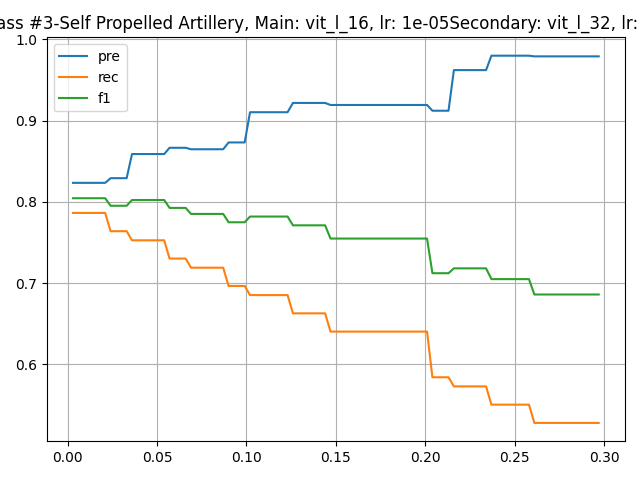 ass #3-Self Propelled Artillery, Main: vit_l_16, lr: 1e-05Secondary: vit_l_32, lr:
1.0
pre
rec
f1
0.9
0.8
0.7
0.6
0.00 0.05 0.10 0.15 0.20 0.25 0.30